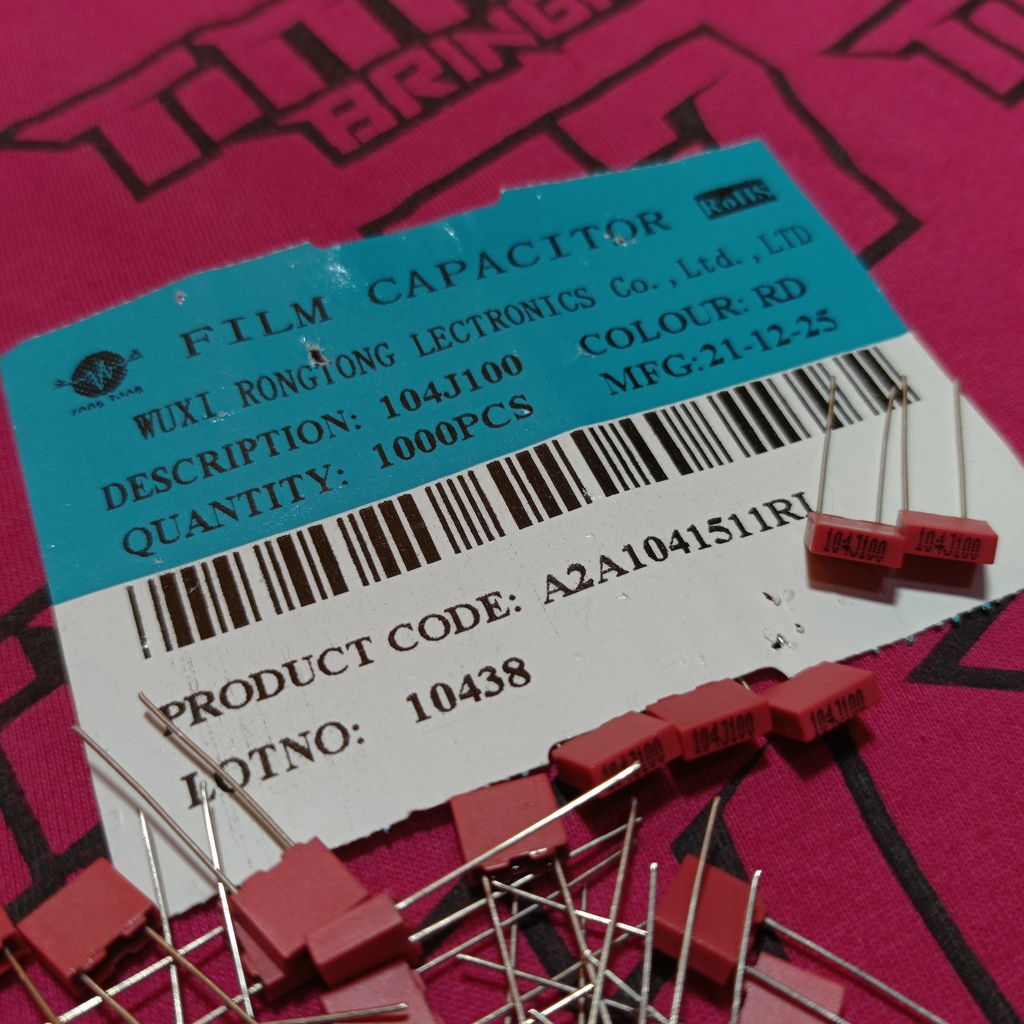 BRING
FILM CAPACITOR
RoHS
WUXI RONGTONG LECTRONICS Co.,Ltd.,LTD
DESCRIPTION: 104J100
COLOUR: RD
QUANTITY: 1000PCS
MFG:21-12-25
PRODUCT CODE: A2A1041511RL
LOTNO: 10438
104J100
104J100
104J100
104J100
104J100